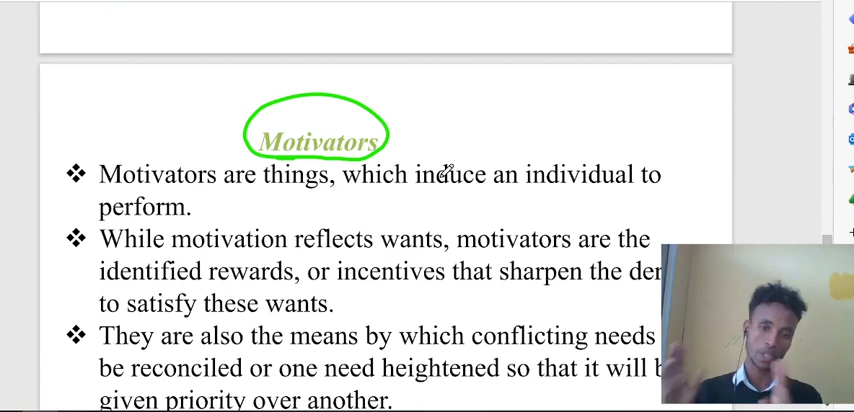 Motivators
❖ Motivators are things, which induce an individual to
perform.
❖ While motivation reflects wants, motivators are the
identified rewards, or incentives that sharpen the
to satisfy these wants.
❖ They are also the means by which conflicting needs
be reconciled or one need heightened so that it will
given priority over another.